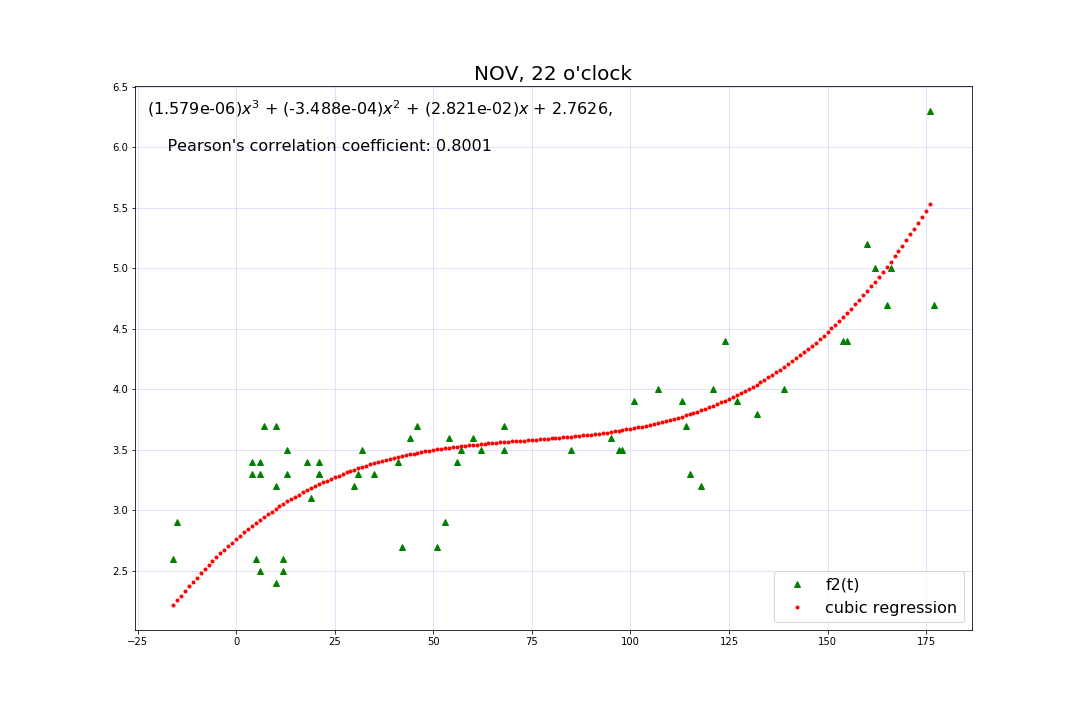 NOV, 22 o'clock
(1.579e-06)x³ + (-3.488e-04)x² + (2.821e-02)x + 2.7626,
Pearson's correlation coefficient: 0.8001
6.5
6.0
5.5
5.0
4.5
4.0
3.5
3.0
2.5
f2(t)
cubic regression
−25 0 25 50 75 100 125 150 175